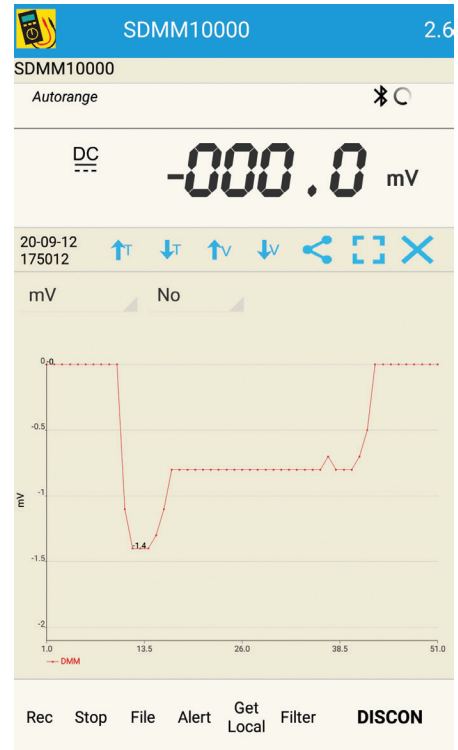 SDMM10000 2.6
SDMM10000
Autorange
DC
-000.0 mV
20-09-12
175012
T T V V
mV No
0 -0.
-0.5
-1
-1.5
-2
mV
-1.4
1.0 13.5 26.0 38.5 51.0
DMM
Rec Stop File Alert Get Local Filter DISCON